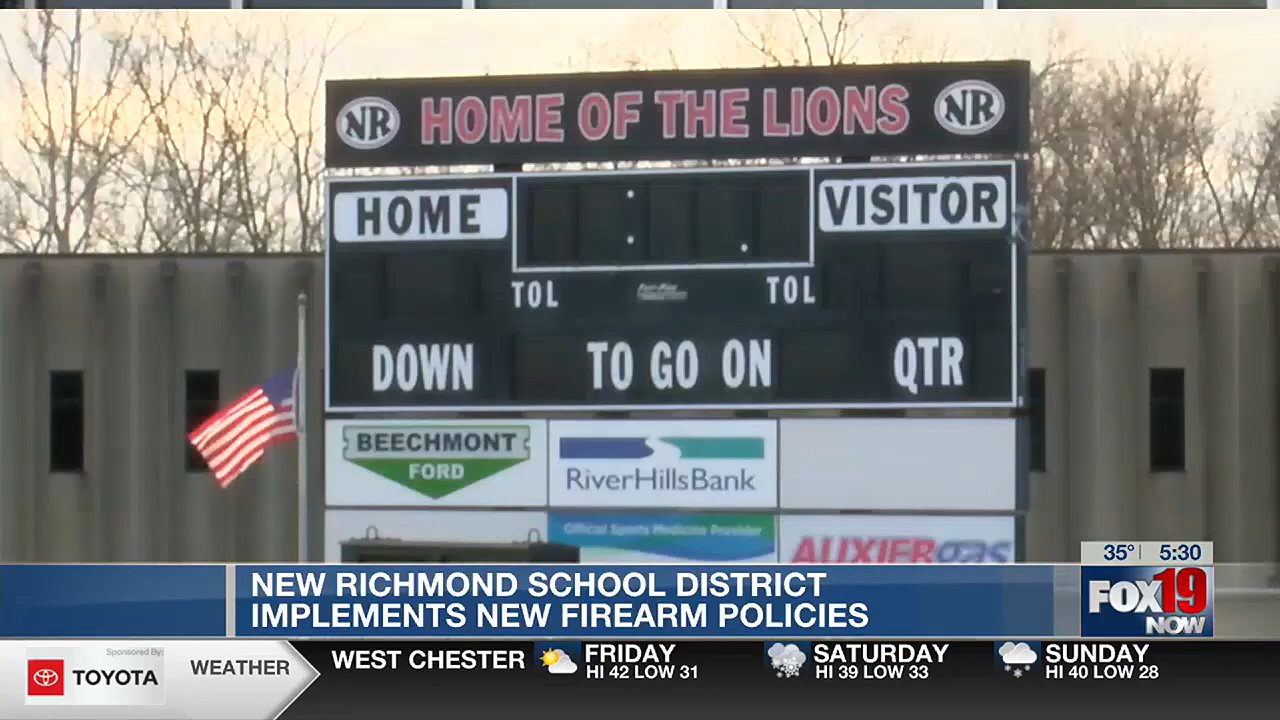 NR HOME OF THE LIONS NR
HOME
VISITOR
TOL
TOL
DOWN
TO GO ON
QTR
BEECHMONT
FORD
RiverHillsBank
Official Sports Medicine Provider
AUXIER gas
35° 5:30
NEW RICHMOND SCHOOL DISTRICT
IMPLEMENTS NEW FIREARM POLICIES
FOX19
NOW
Sponsored By:
TOYOTA
WEATHER
WEST CHESTER
FRIDAY
HI 42 LOW 31
SATURDAY
HI 39 LOW 33
SUNDAY
HI 40 LOW 28